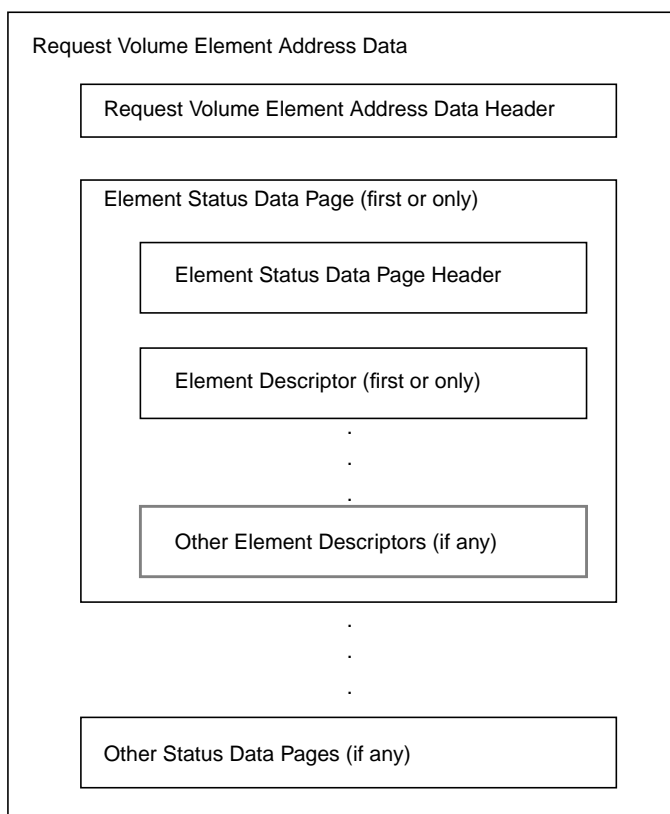 Request Volume Element Address Data
Request Volume Element Address Data Header
Element Status Data Page (first or only)
Element Status Data Page Header
Element Descriptor (first or only)
.
.
.
Other Element Descriptors (if any)
.
.
.
Other Status Data Pages (if any)